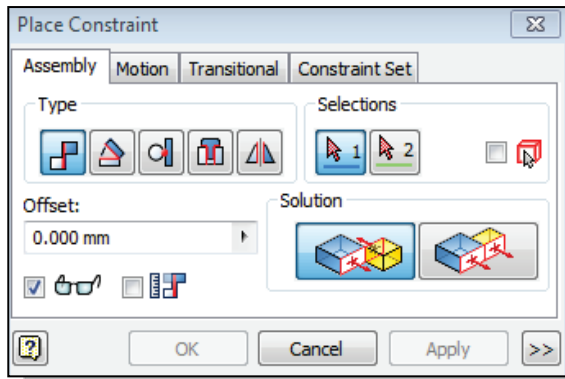 Place Constraint
Assembly Motion Transitional Constraint Set
Type
Selections
1 2
Offset:
0.000 mm
Solution
OK Cancel Apply >>